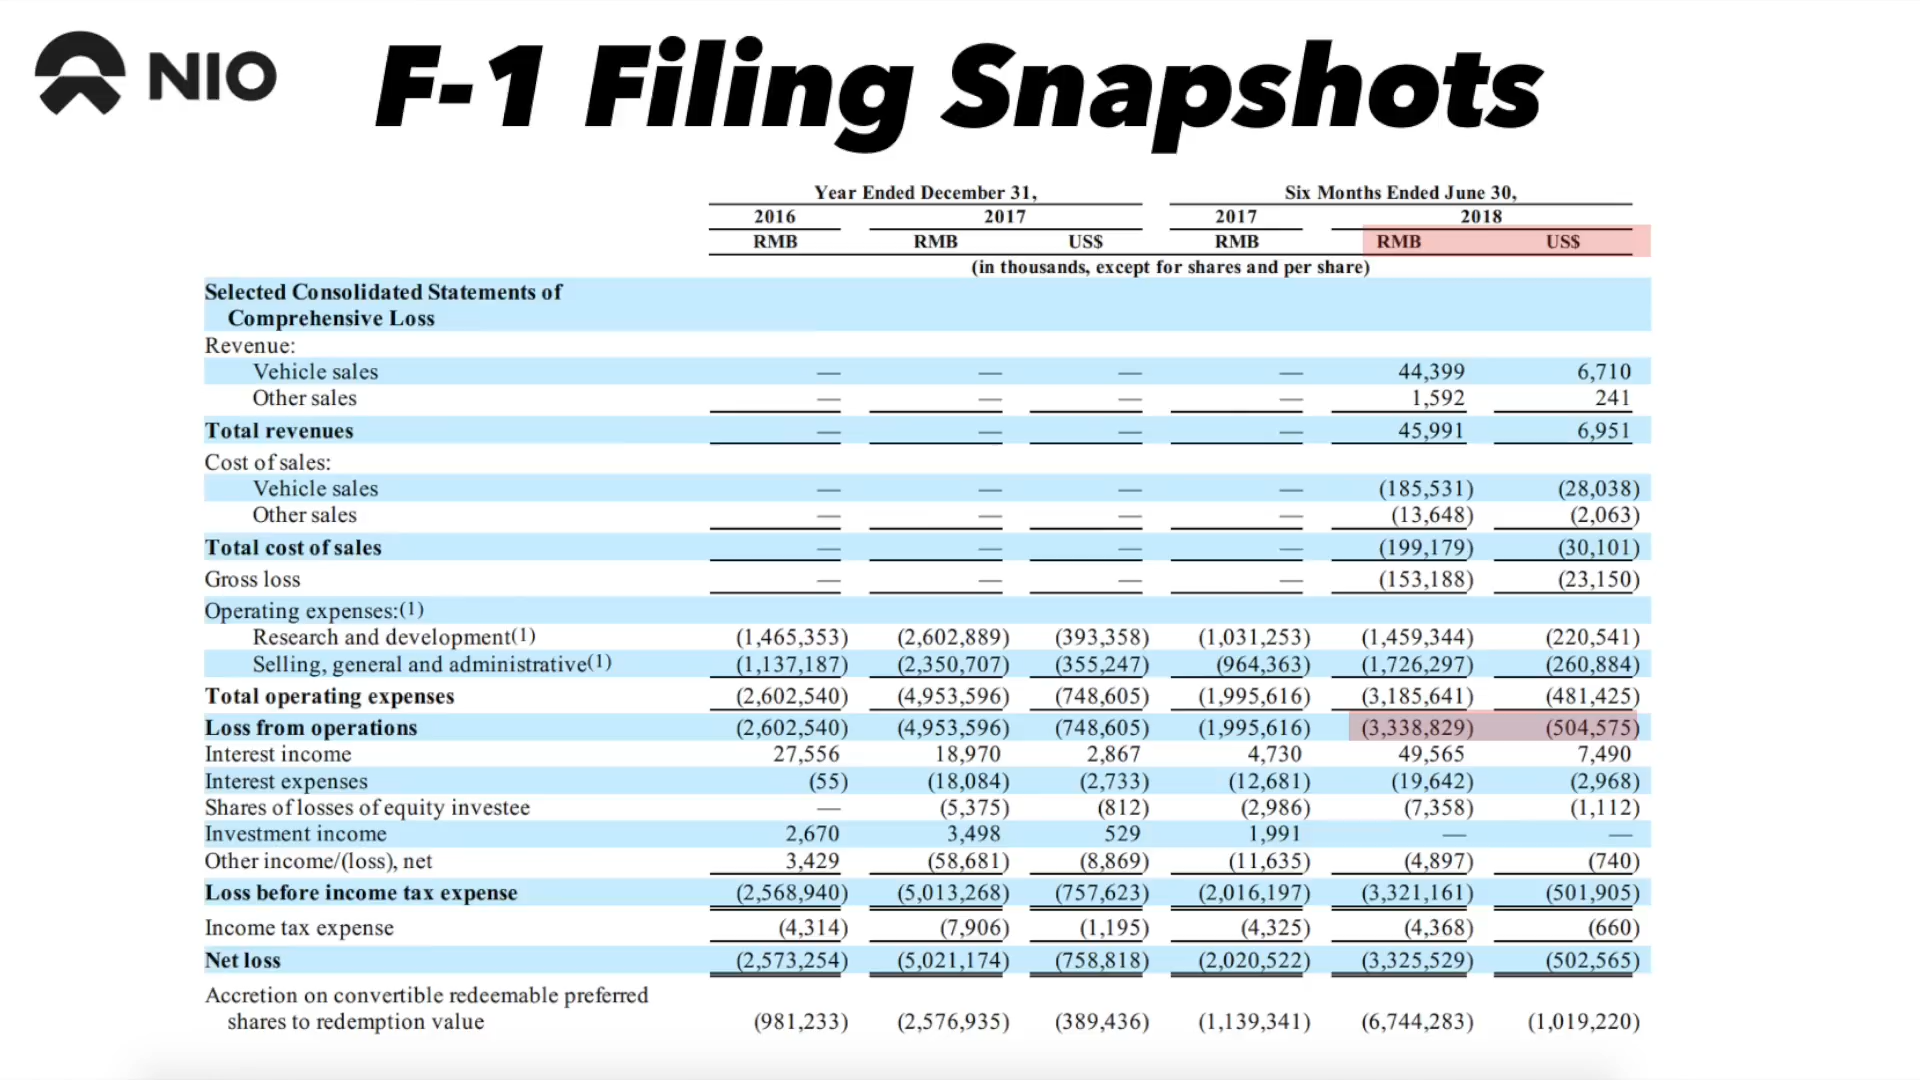 NIO
F-1 Filing Snapshots
Year Ended December 31, Six Months Ended June 30,
2016 2017 2017 2018
RMB RMB US$ RMB RMB US$
(in thousands, except for shares and per share)
Selected Consolidated Statements of
Comprehensive Loss
Revenue:
Vehicle sales — — — — 44,399 6,710
Other sales — — — — 1,592 241
Total revenues — — — — 45,991 6,951
Cost of sales:
Vehicle sales — — — — (185,531) (28,038)
Other sales — — — — (13,648) (2,063)
Total cost of sales — — — — (199,179) (30,101)
Gross loss — — — — (153,188) (23,150)
Operating expenses:(1)
Research and development(1) (1,465,353) (2,602,889) (393,358) (1,031,253) (1,459,344) (220,541)
Selling, general and administrative(1) (1,137,187) (2,350,707) (355,247) (964,363) (1,726,297) (260,884)
Total operating expenses (2,602,540) (4,953,596) (748,605) (1,995,616) (3,185,641) (481,425)
Loss from operations (2,602,540) (4,953,596) (748,605) (1,995,616) (3,338,829) (504,575)
Interest income 27,556 18,970 2,867 4,730 49,565 7,490
Interest expenses (55) (18,084) (2,733) (12,681) (19,642) (2,968)
Shares of losses of equity investee — (5,375) (812) (2,986) (7,358) (1,112)
Investment income 2,670 3,498 529 1,991 — —
Other income/(loss), net 3,429 (58,681) (8,869) (11,635) (4,897) (740)
Loss before income tax expense (2,568,940) (5,013,268) (757,623) (2,016,197) (3,321,161) (501,905)
Income tax expense (4,314) (7,906) (1,195) (4,325) (4,368) (660)
Net loss (2,573,254) (5,021,174) (758,818) (2,020,522) (3,325,529) (502,565)
Accretion on convertible redeemable preferred
shares to redemption value (981,233) (2,576,935) (389,436) (1,139,341) (6,744,283) (1,019,220)